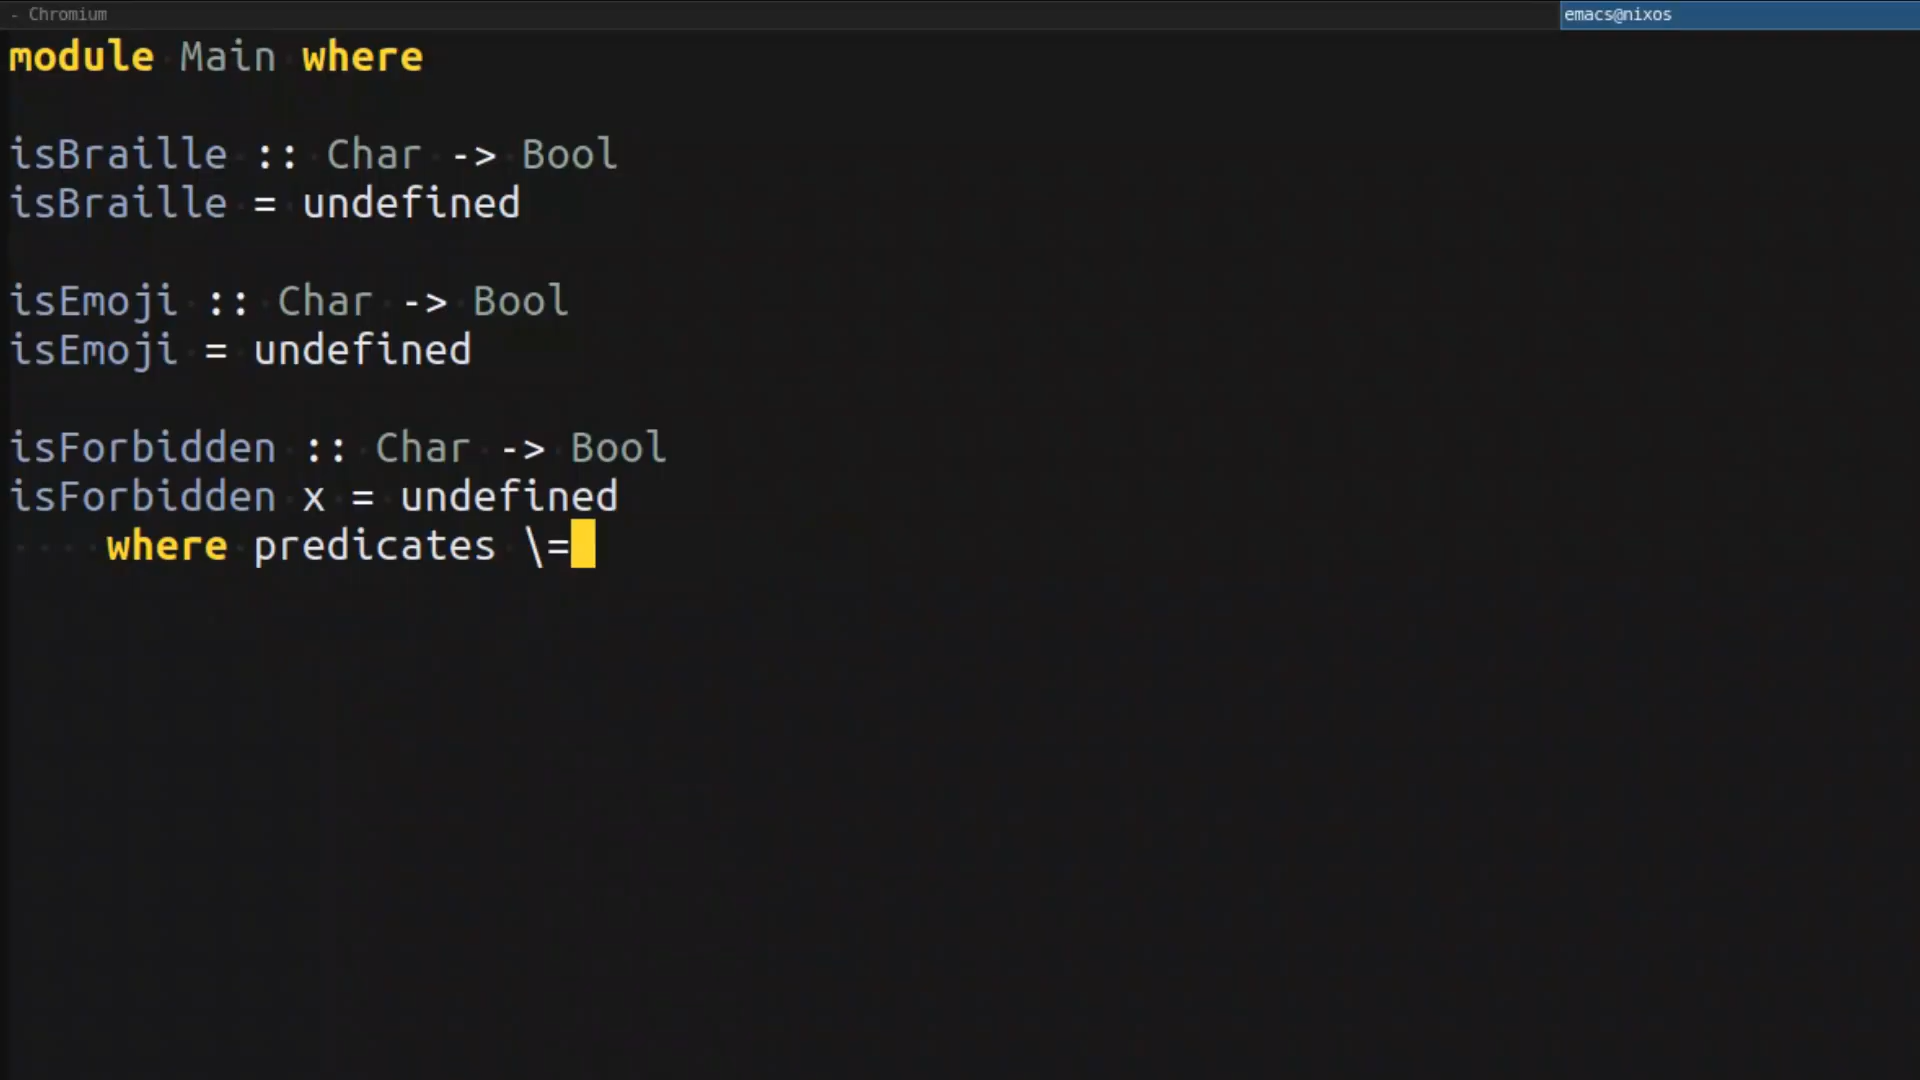 - Chromium
emacs@nixos
module Main where
isBraille :: Char -> Bool
isBraille = undefined
isEmoji :: Char -> Bool
isEmoji = undefined
isForbidden :: Char -> Bool
isForbidden x = undefined
    where predicates \=